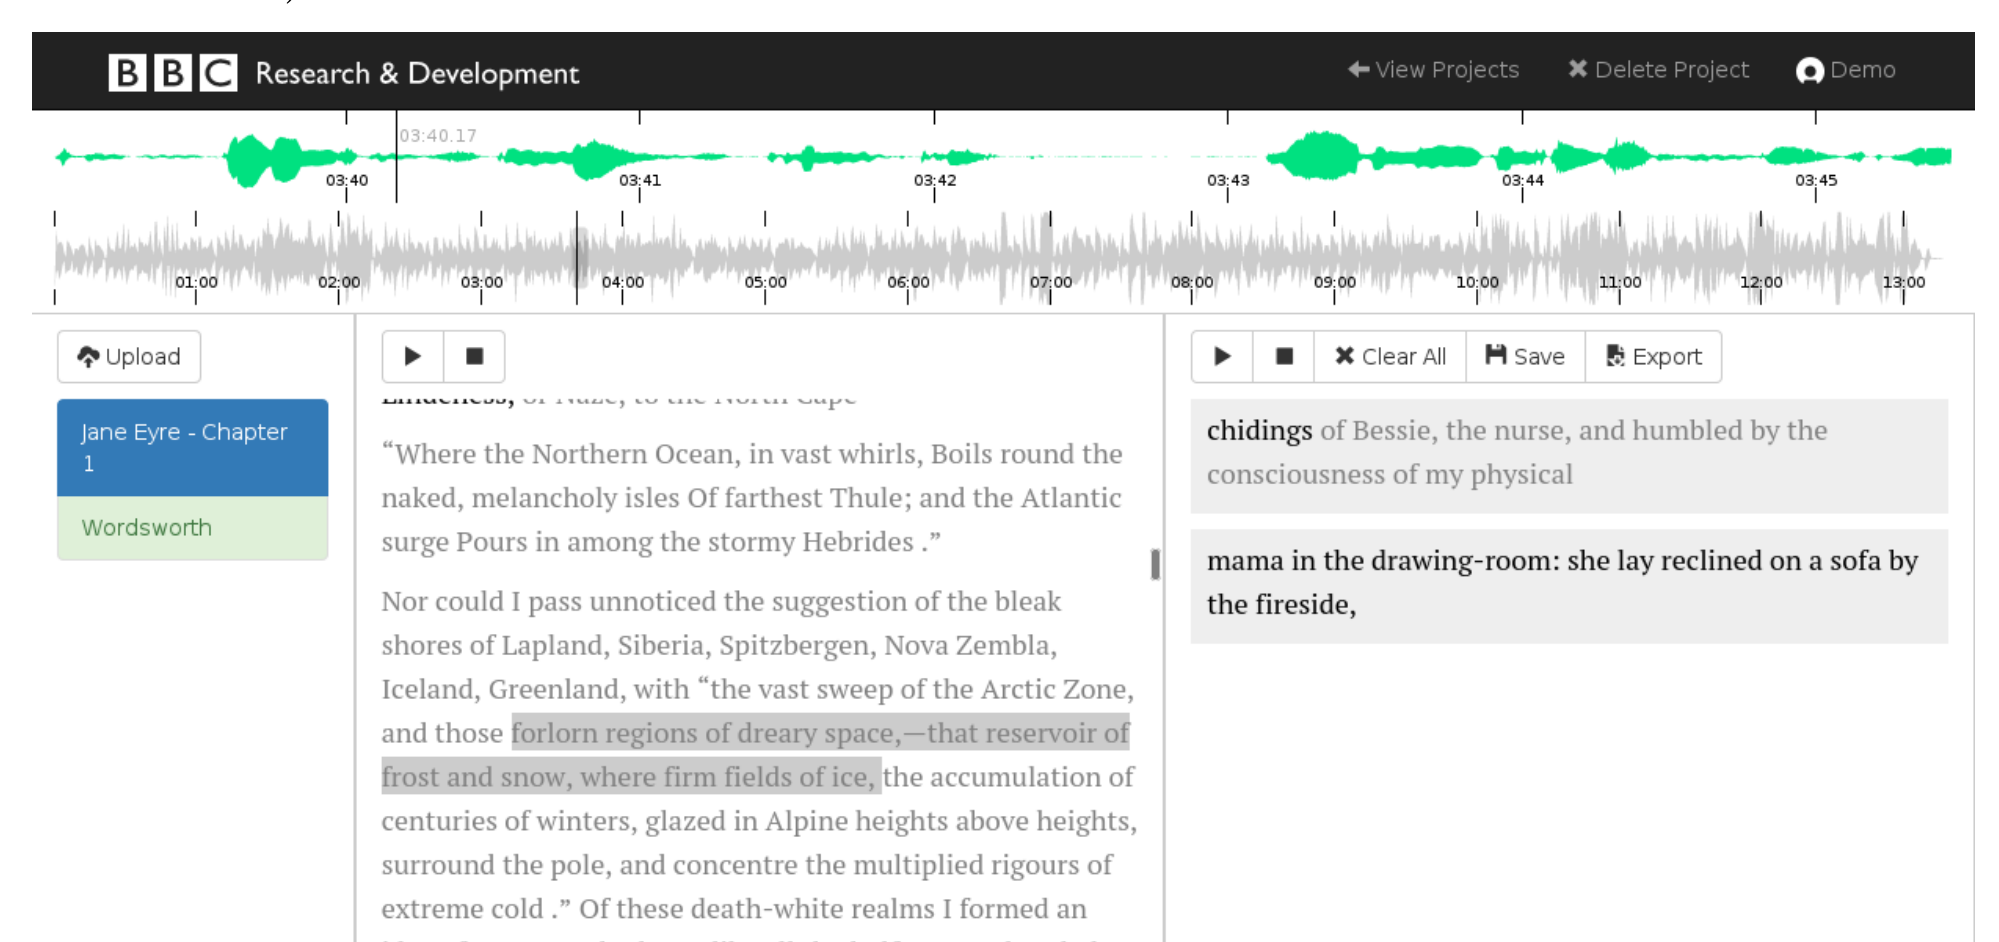 BBC Research & Development
View Projects Delete Project Demo
03:40.17
03:40 03:41 03:42 03:43 03:44 03:45
01:00 02:00 03:00 04:00 05:00 06:00 07:00 08:00 09:00 10:00 11:00 12:00 13:00
Upload
Jane Eyre - Chapter
1
Wordsworth
Lindeness, or Naze, to the North Cape
“Where the Northern Ocean, in vast whirls, Boils round the
naked, melancholy isles Of farthest Thule; and the Atlantic
surge Pours in among the stormy Hebrides .”
Nor could I pass unnoticed the suggestion of the bleak
shores of Lapland, Siberia, Spitzbergen, Nova Zembla,
Iceland, Greenland, with “the vast sweep of the Arctic Zone,
and those forlorn regions of dreary space,—that reservoir of
frost and snow, where firm fields of ice, the accumulation of
centuries of winters, glazed in Alpine heights above heights,
surround the pole, and concentre the multiplied rigours of
extreme cold .” Of these death-white realms I formed an
Clear All Save Export
chidings of Bessie, the nurse, and humbled by the
consciousness of my physical
mama in the drawing-room: she lay reclined on a sofa by
the fireside,